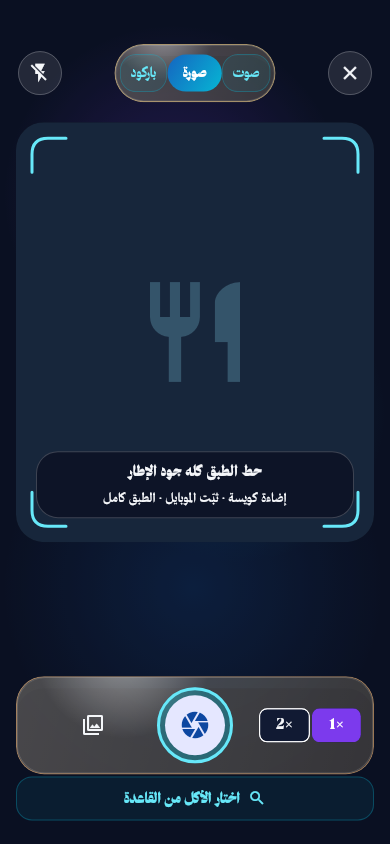 صوت
صورة
باركود
حط الطبق كله جوه الإطار
إضاءة كويسة · ثبّت الموبايل · الطبق كامل
1×
2×
اختار الأكل من القاعدة